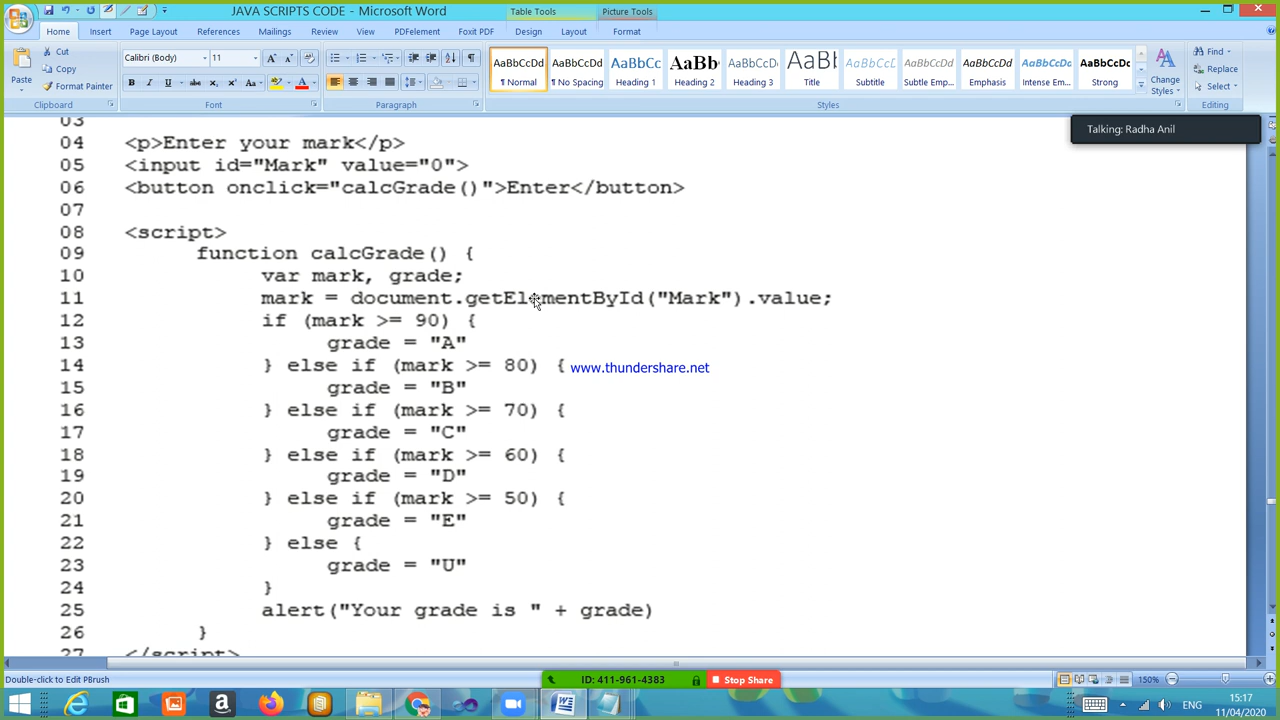 JAVA SCRIPTS CODE - Microsoft Word
Table Tools
Picture Tools
Home Insert Page Layout References Mailings Review View PDFelement Foxit PDF Design Layout Format
Paste
Cut
Copy
Format Painter
Clipboard
Calibri (Body) 11
Font
Paragraph
AaBbCcDd AaBbCcDd AaBbCc AaBb AaBbCcDd AaBb AaBbCcL AaBbCcDd AaBbCcDd AaBbCcDd AaBbCcDd
¶ Normal ¶ No Spacing Heading 1 Heading 2 Heading 3 Title Subtitle Subtle Emp... Emphasis Intense Em... Strong
Styles
Change Styles
Find
Replace
Select
Editing
Talking: Radha Anil
03
04 <p>Enter your mark</p>
05 <input id="Mark" value="0">
06 <button onclick="calcGrade()">Enter</button>
07
08 <script>
09 function calcGrade() {
10 var mark, grade;
11 mark = document.getElementById("Mark").value;
12 if (mark >= 90) {
13 grade = "A"
14 } else if (mark >= 80) {
www.thundershare.net
15 grade = "B"
16 } else if (mark >= 70) {
17 grade = "C"
18 } else if (mark >= 60) {
19 grade = "D"
20 } else if (mark >= 50) {
21 grade = "E"
22 } else {
23 grade = "U"
24 }
25 alert("Your grade is " + grade)
26 }
27 </script>
Double-click to Edit PBrush
ID: 411-961-4383
Stop Share
150%
ENG
15:17
11/04/2020